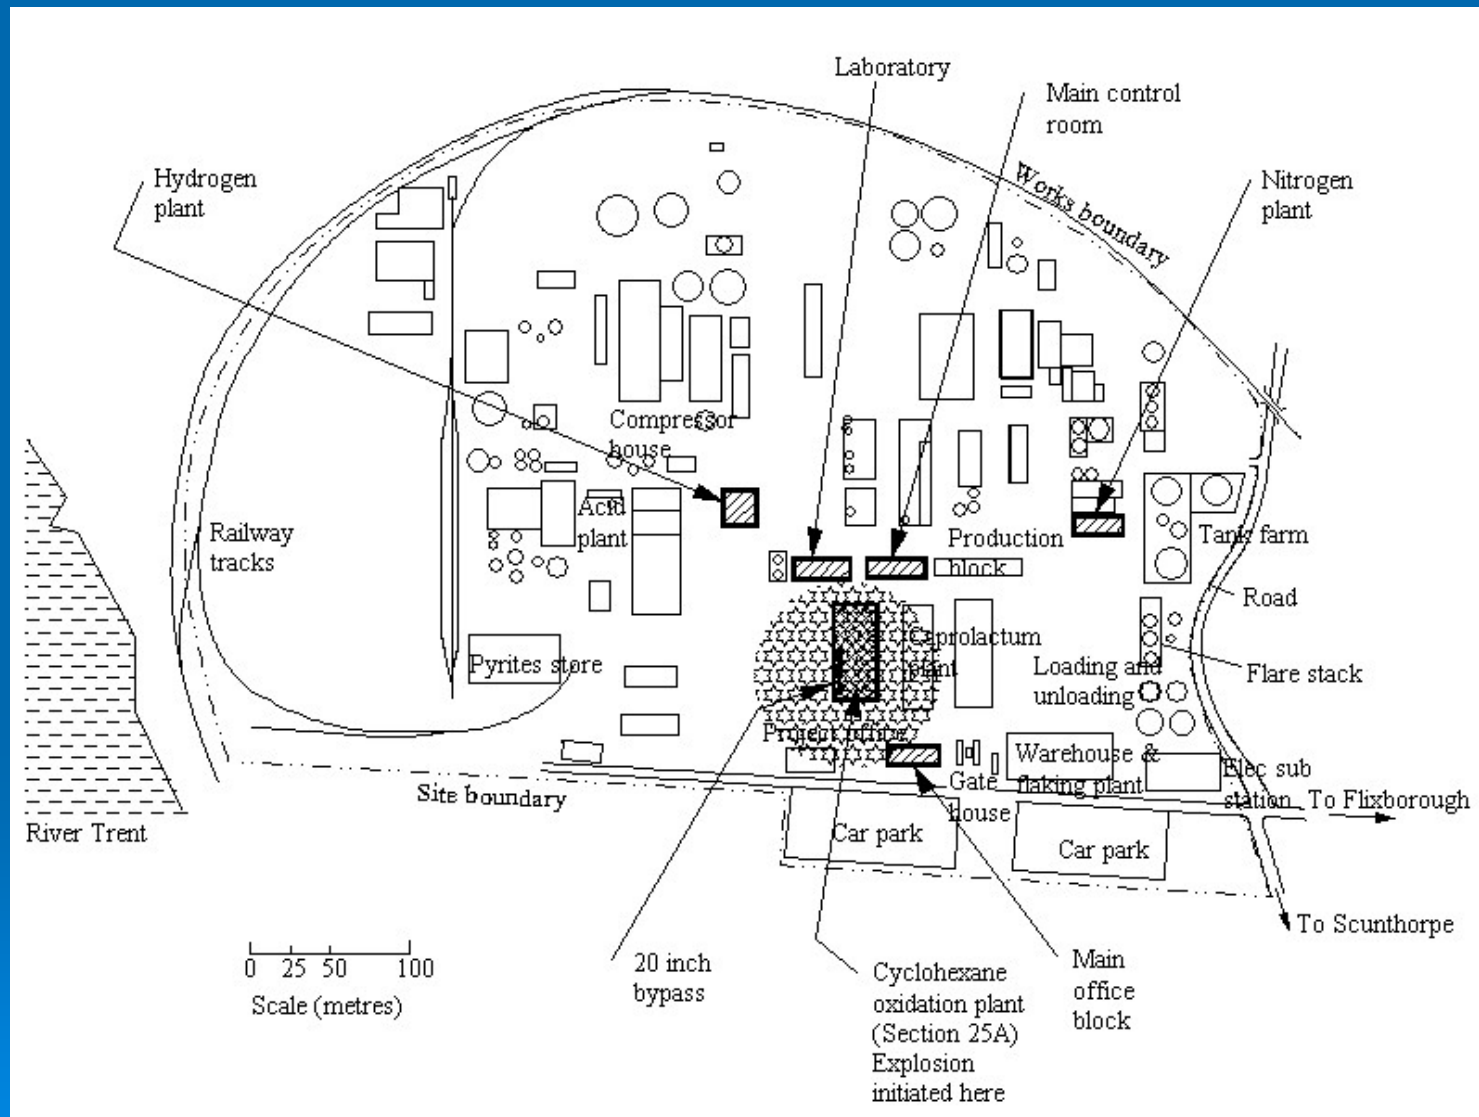 Laboratory
Main control
room
Hydrogen
plant
Nitrogen
plant
Works boundary
Compressor
house
Acid
plant
Railway
tracks
Production
block
Tank farm
Road
Caprolactum
plant
Loading and
unloading
Flare stack
Pyrites store
Project office
Warehouse &
flaking plant
Gate
house
Elec sub
station
To Flixborough
Site boundary
River Trent
Car park
Car park
To Scunthorpe
0 25 50 100
Scale (metres)
20 inch
bypass
Cyclohexane
oxidation plant
(Section 25A)
Explosion
initiated here
Main
office
block